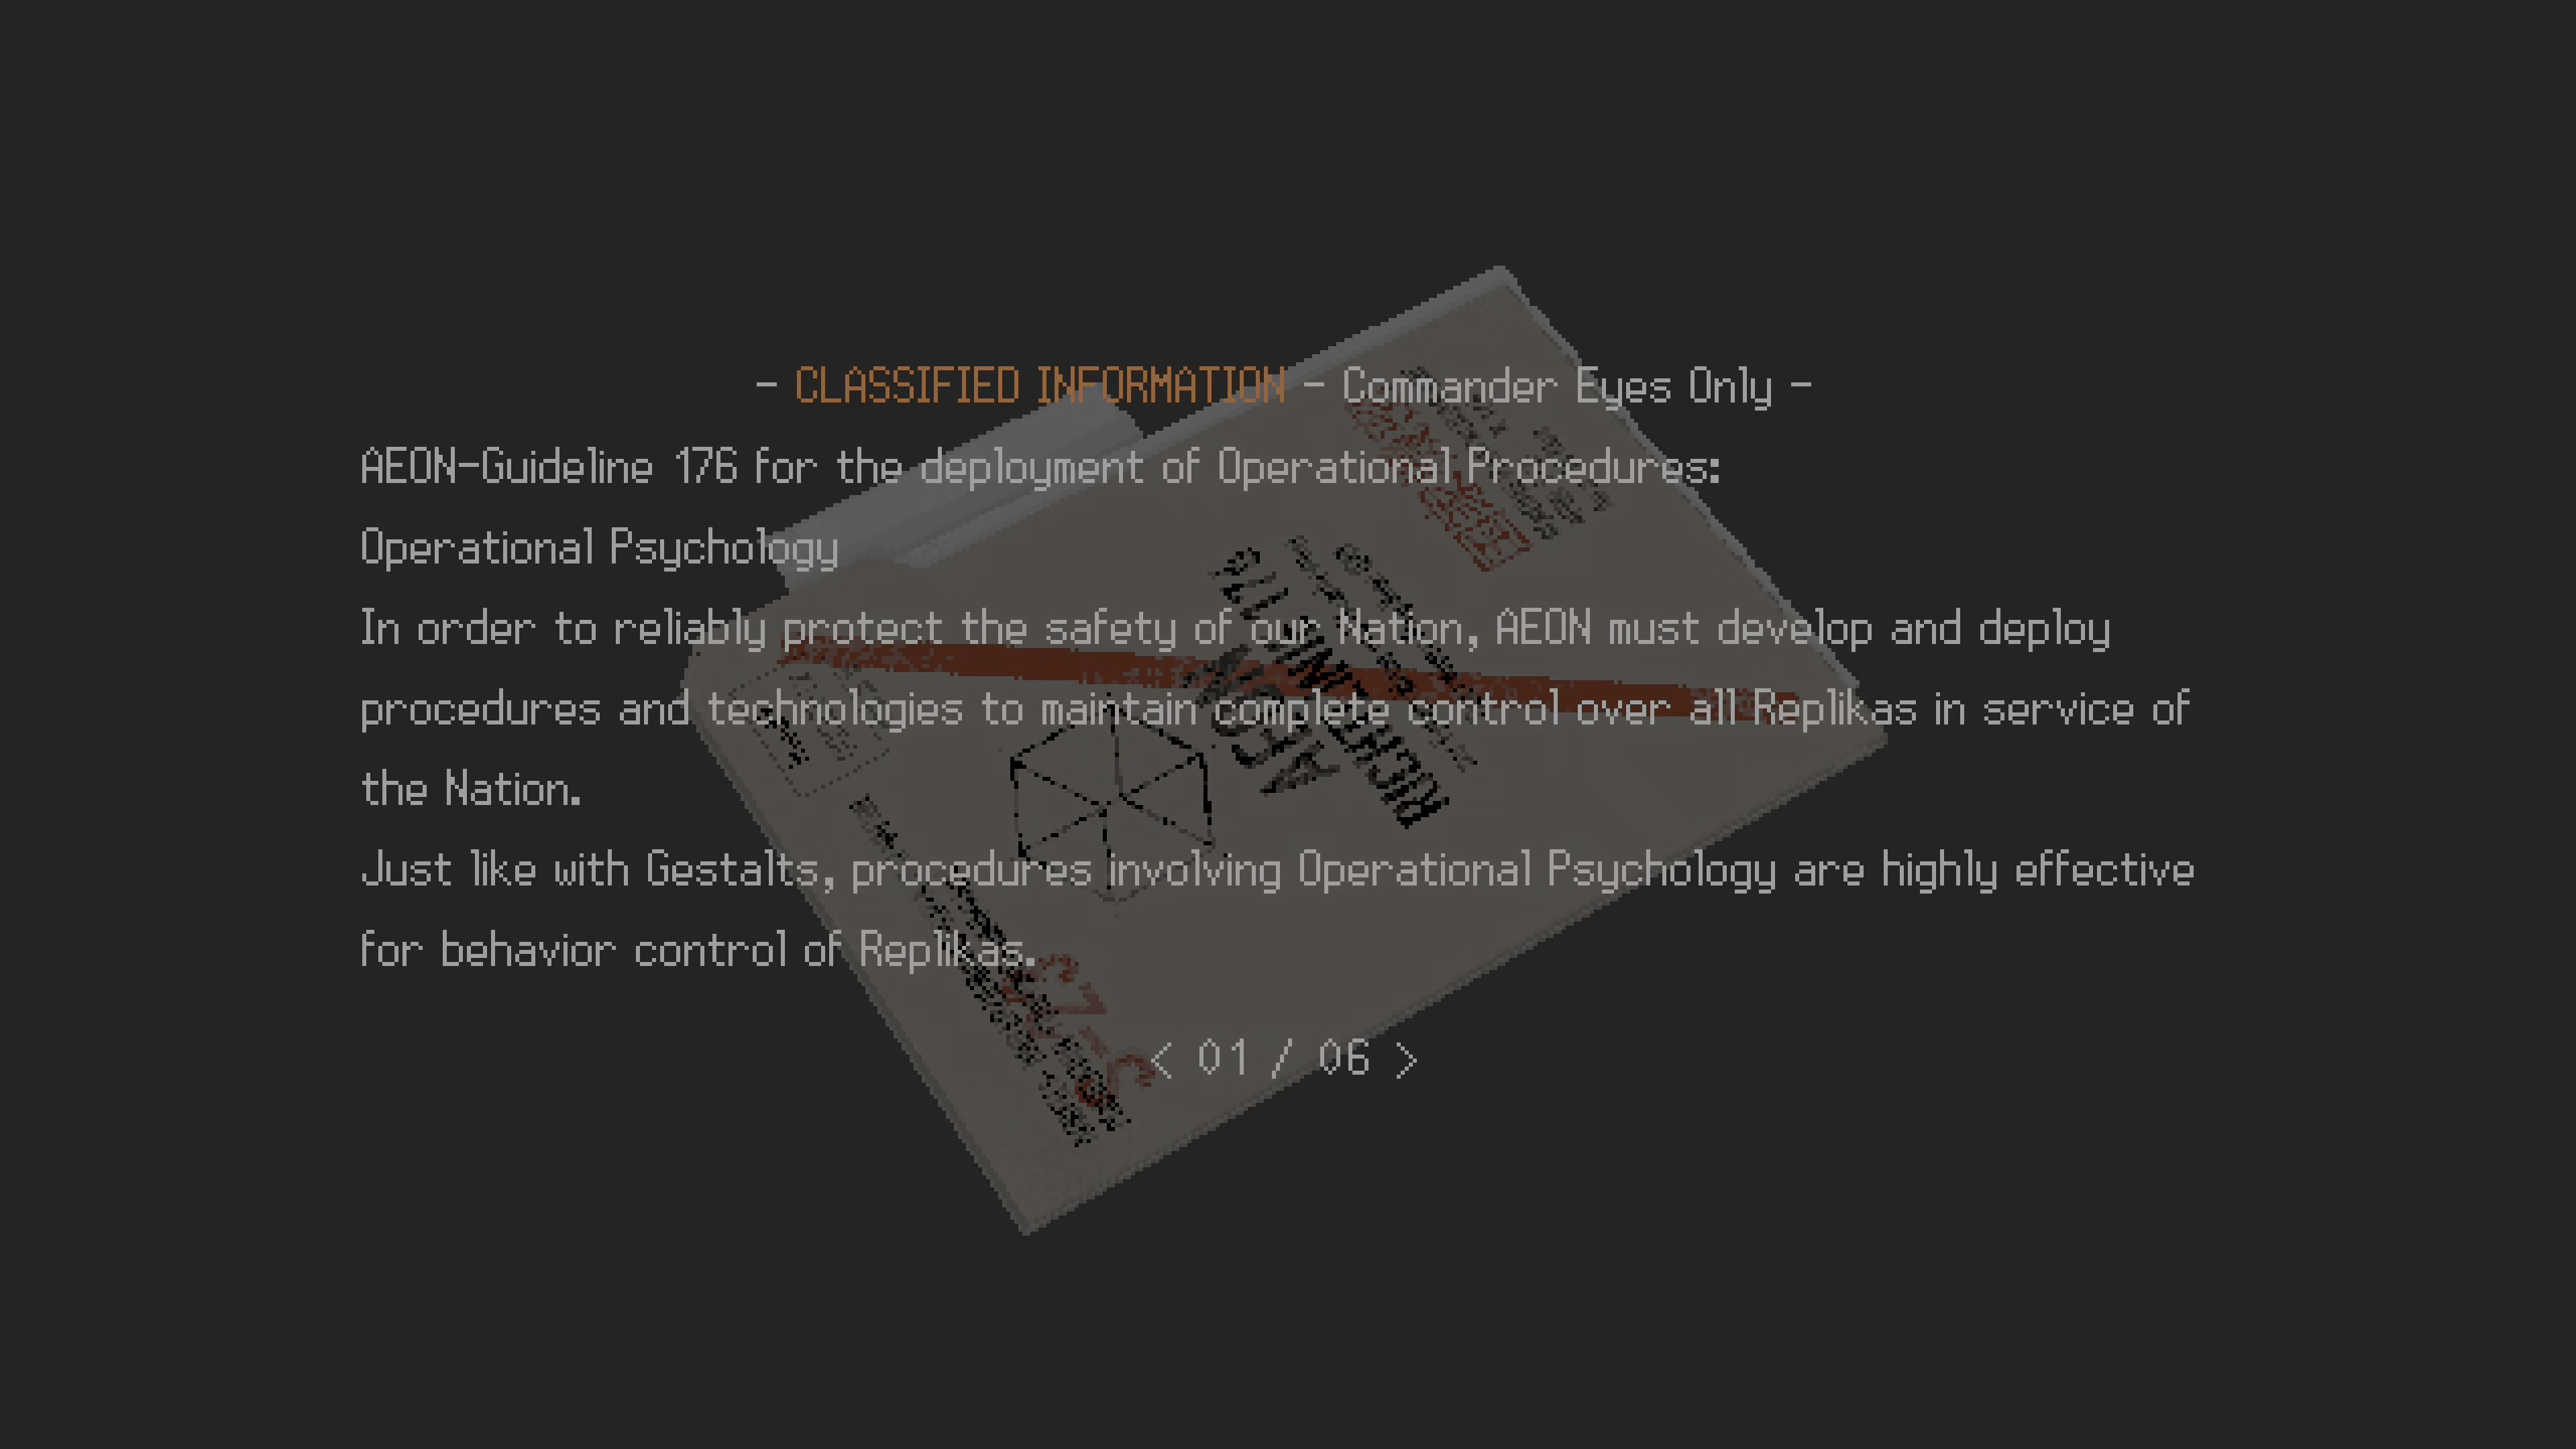 - CLASSIFIED INFORMATION - Commander Eyes Only -
AEON-Guideline 176 for the deployment of Operational Procedures:
Operational Psychology
In order to reliably protect the safety of our Nation, AEON must develop and deploy
procedures and technologies to maintain complete control over all Replikas in service of
the Nation.
Just like with Gestalts, procedures involving Operational Psychology are highly effective
for behavior control of Replikas.
< 01 / 06 >
AEON